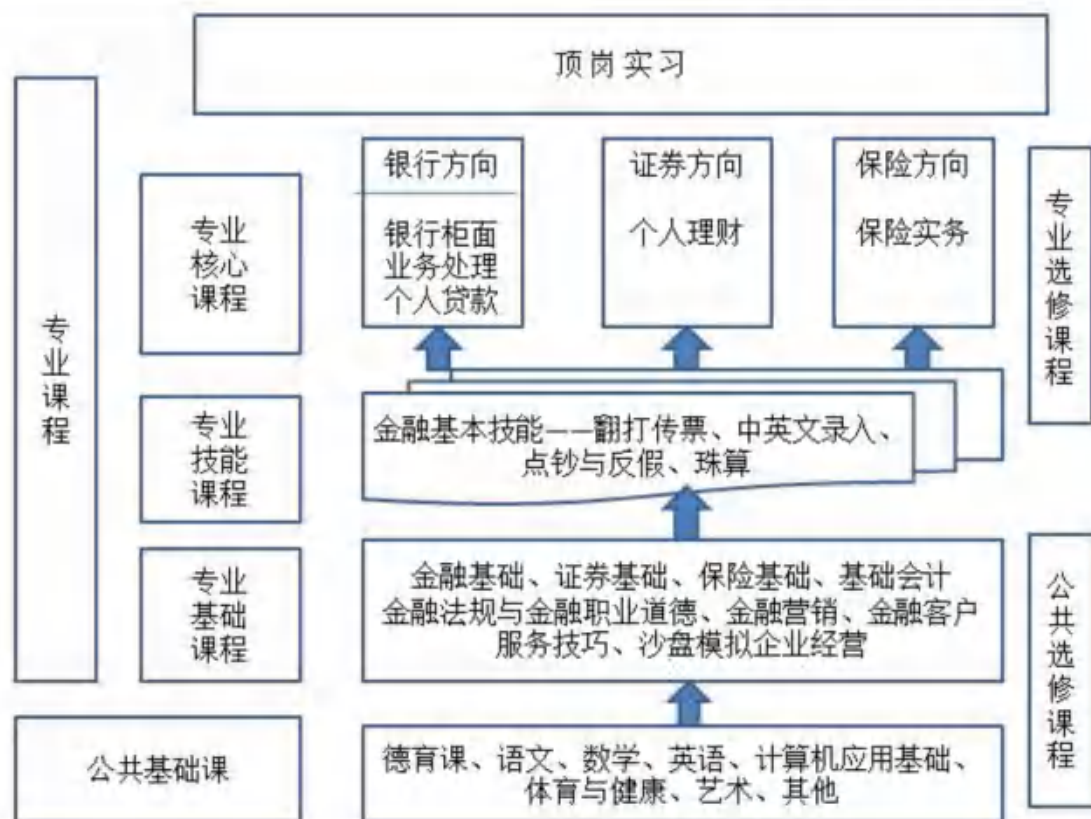 顶岗实习
专业课程
专业
核心
课程
银行方向
银行柜面
业务处理
个人贷款
证券方向
个人理财
保险方向
保险实务
专业选修课程
专业
技能
课程
金融基本技能——翻打传票、中英文录入、
点钞与反假、珠算
专业
基础
课程
金融基础、证券基础、保险基础、基础会计
金融法规与金融职业道德、金融营销、金融客户
服务技巧、沙盘模拟企业经营
公共选修课程
公共基础课
德育课、语文、数学、英语、计算机应用基础、
体育与健康、艺术、其他